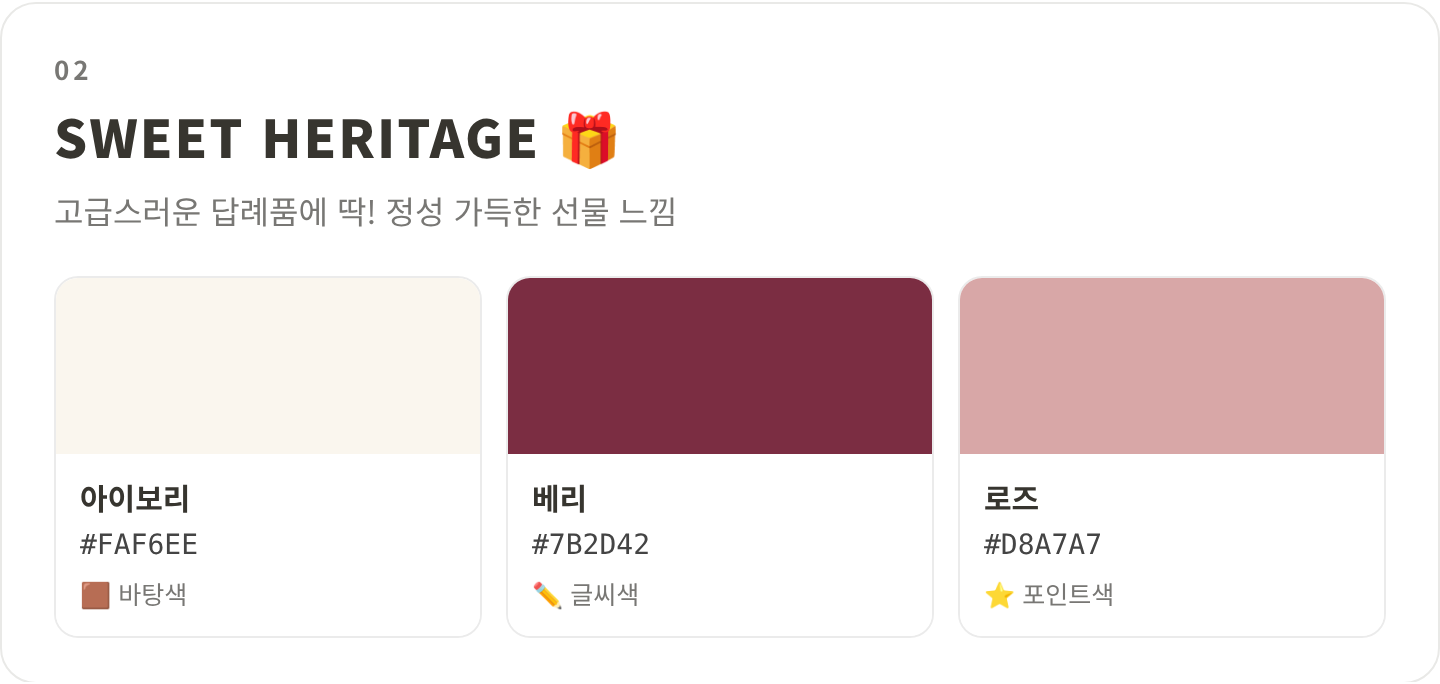 02
SWEET HERITAGE 🎁
고급스러운 답례품에 딱! 정성 가득한 선물 느낌
아이보리
#FAF6EE
🟫 바탕색
베리
#7B2D42
✏️ 글씨색
로즈
#D8A7A7
⭐ 포인트색